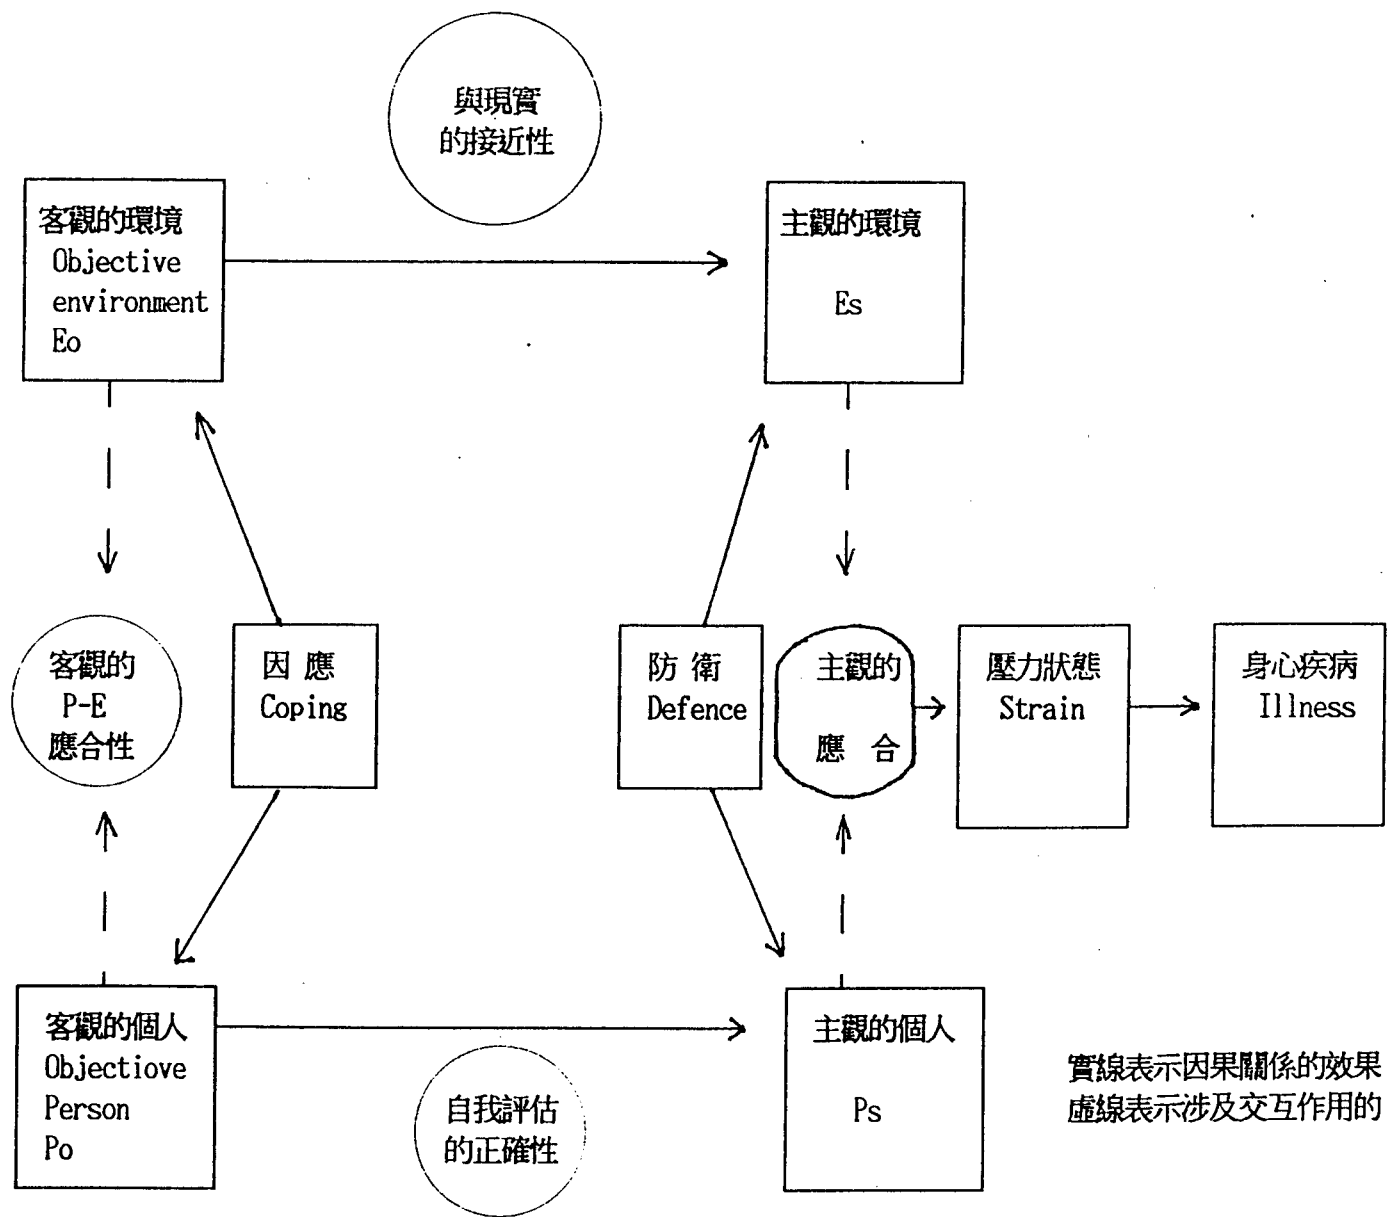 與現實
的接近性
客觀的環境
Objective
environment
Eo
主觀的環境
Es
客觀的
P-E
應合性
因 應
Coping
防 衛
Defence
主觀的
應 合
壓力狀態
Strain
身心疾病
Illness
客觀的個人
Objectiove
Person
Po
自我評估
的正確性
主觀的個人
Ps
實線表示因果關係的效果
虛線表示涉及交互作用的